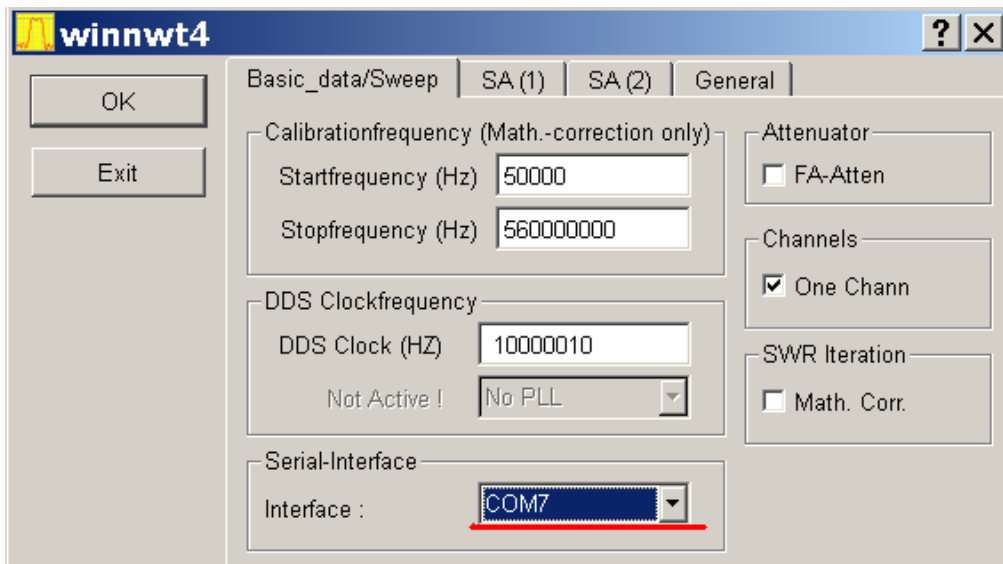 winnwt4
OK
Exit
Basic_data/Sweep SA (1) SA (2) General
Calibrationfrequency (Math.-correction only)
Startfrequency (Hz) 50000
Stopfrequency (Hz) 560000000
DDS Clockfrequency
DDS Clock (HZ) 10000010
Not Active ! No PLL
Serial-Interface
Interface : COM7
Attenuator
FA-Atten
Channels
One Chann
SWR Iteration
Math. Corr.